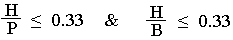 H/P ≤ 0.33 & H/B ≤ 0.33